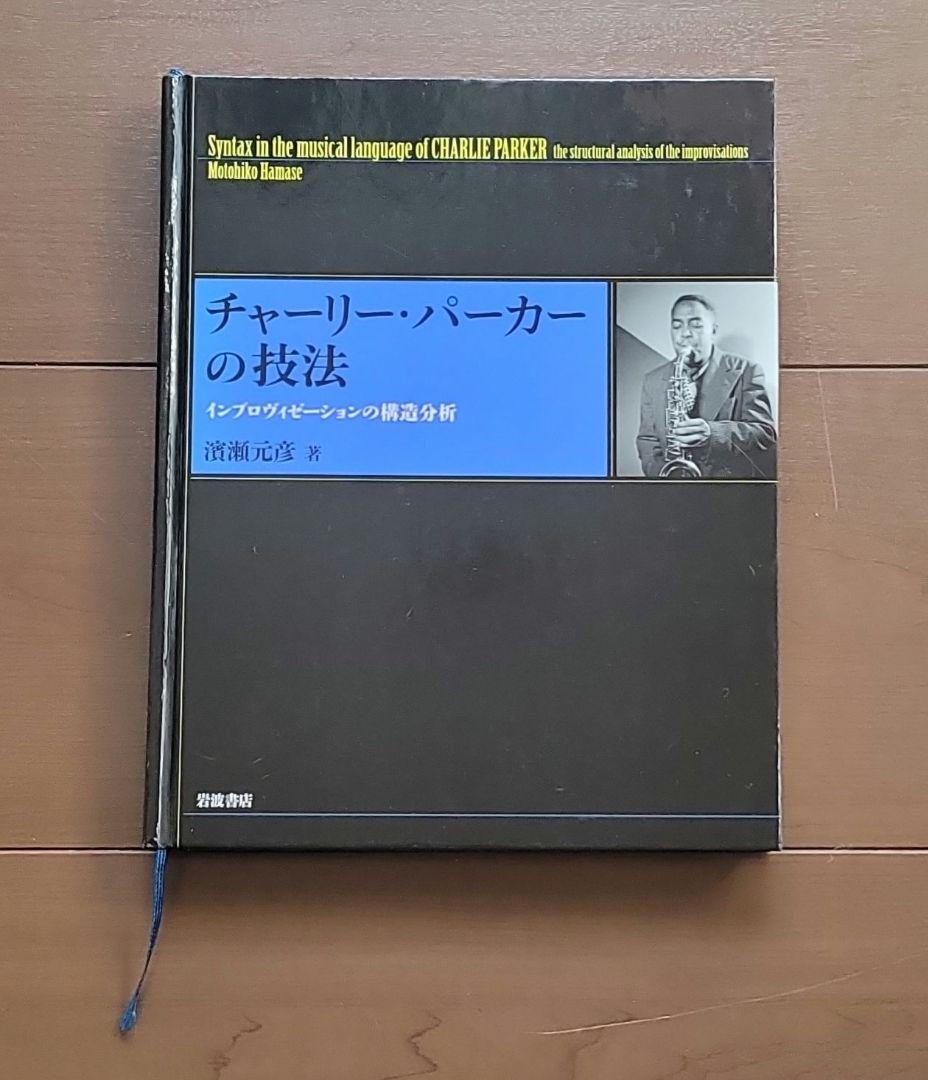 Syntax in the musical language of CHARLIE PARKER the structural analysis of the improvisations
Motohiko Hamase
チャーリー・パーカー
の技法
インプロヴィゼーションの構造分析
濱瀬元彦 著
岩波書店